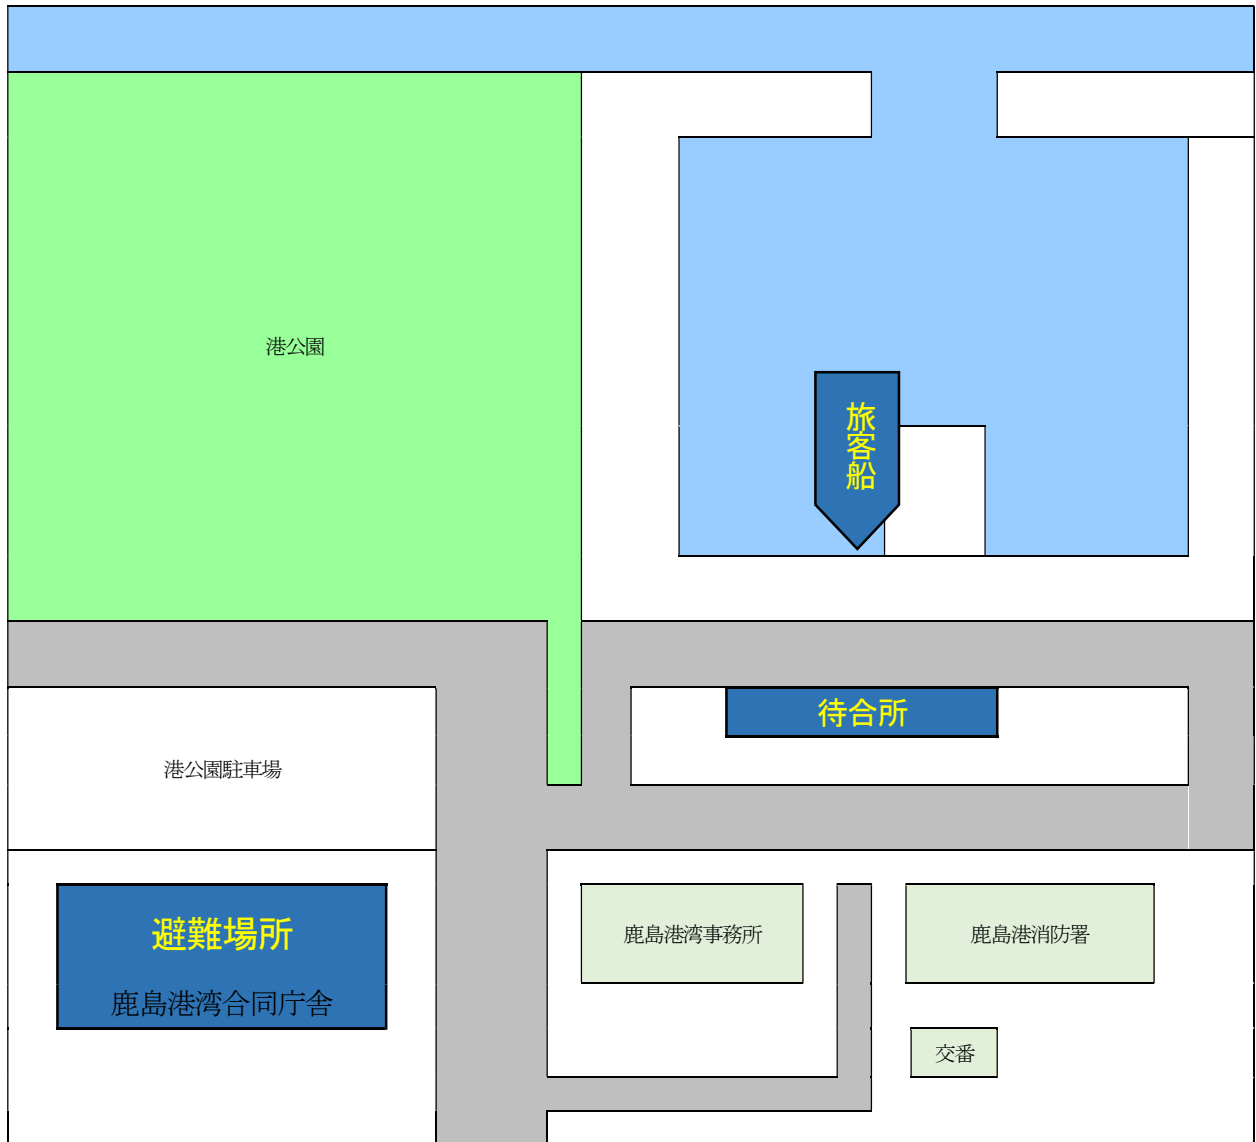 港公園
旅客船
待合所
港公園駐車場
避難場所
鹿島港湾合同庁舎
鹿島港湾事務所
鹿島港消防署
交番